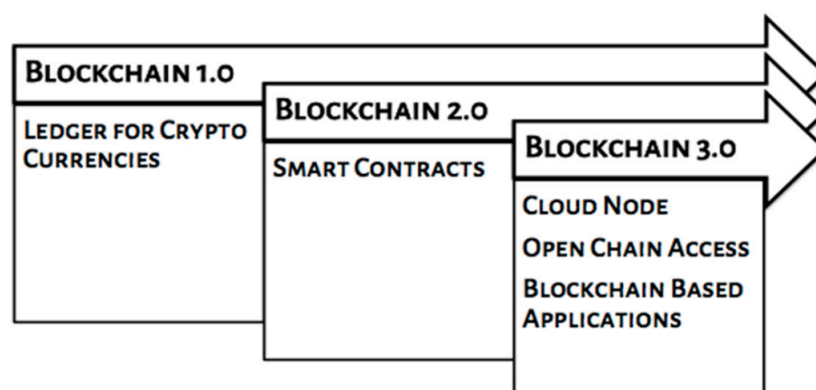 Blockchain 1.0
Ledger for Crypto
Currencies
Blockchain 2.0
Smart Contracts
Blockchain 3.0
Cloud Node
Open Chain Access
Blockchain Based
Applications